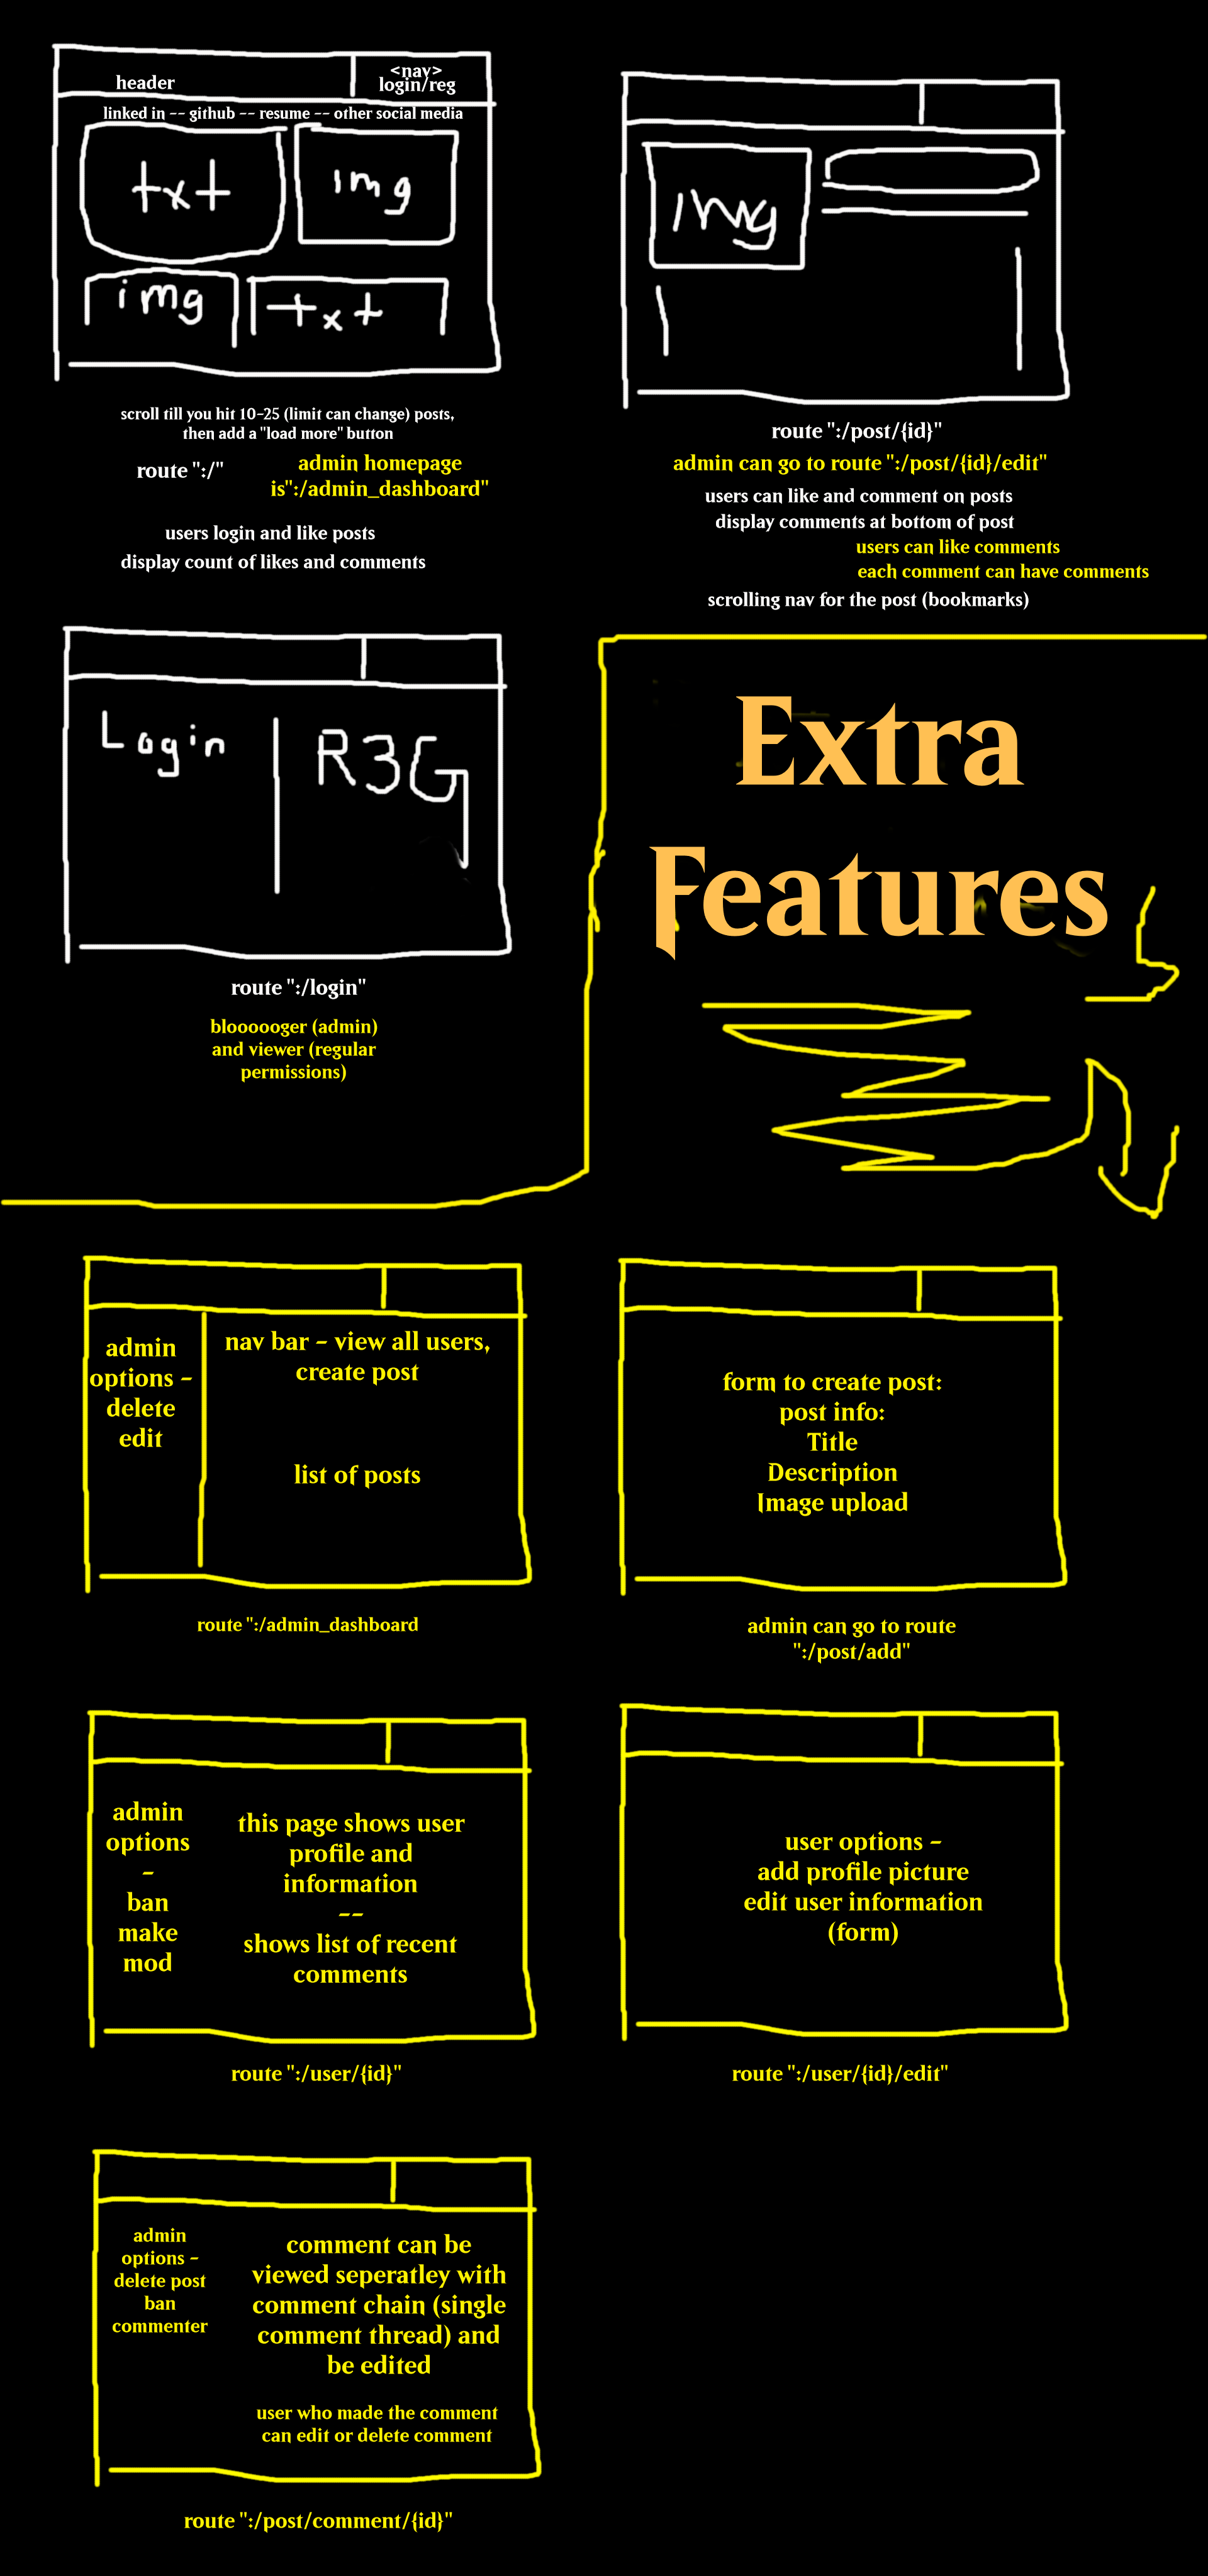 header
<nav>
login/reg
linked in -- github -- resume -- other social media
txt
img
img
txt
scroll till you hit 10-25 (limit can change) posts,
then add a "load more" button
route ":/"
admin homepage
is":/admin_dashboard"
users login and like posts
display count of likes and comments
img
route ":/post/{id}"
admin can go to route ":/post/{id}/edit"
users can like and comment on posts
display comments at bottom of post
users can like comments
each comment can have comments
scrolling nav for the post (bookmarks)
Login
R3G
route ":/login"
bloooooger (admin)
and viewer (regular
permissions)
Extra
Features
admin
options -
delete
edit
nav bar - view all users,
create post
list of posts
route ":/admin_dashboard
form to create post:
post info:
Title
Description
Image upload
admin can go to route
":/post/add"
admin
options
-
ban
make
mod
this page shows user
profile and
information
--
shows list of recent
comments
route ":/user/{id}"
user options -
add profile picture
edit user information
(form)
route ":/user/{id}/edit"
admin
options -
delete post
ban
commenter
comment can be
viewed seperatley with
comment chain (single
comment thread) and
be edited
user who made the comment
can edit or delete comment
route ":/post/comment/{id}"